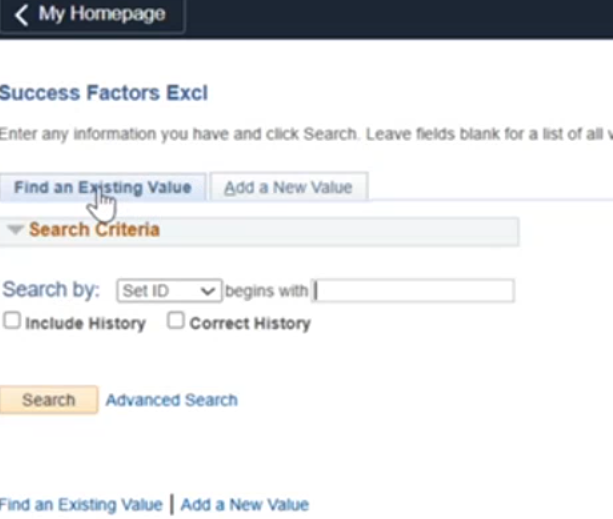 My Homepage
Success Factors Excl
Enter any information you have and click Search. Leave fields blank for a list of all
Find an Existing Value Add a New Value
Search Criteria
Search by: Set ID begins with
Include History Correct History
Search Advanced Search
Find an Existing Value | Add a New Value